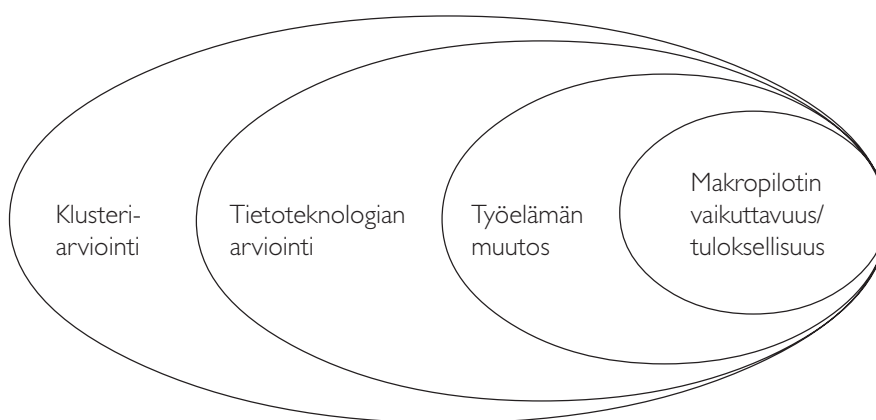 Klusteri-
arviointi
Tietoteknologian
arviointi
Työelämän
muutos
Makropilotin
vaikuttavuus/
tuloksellisuus